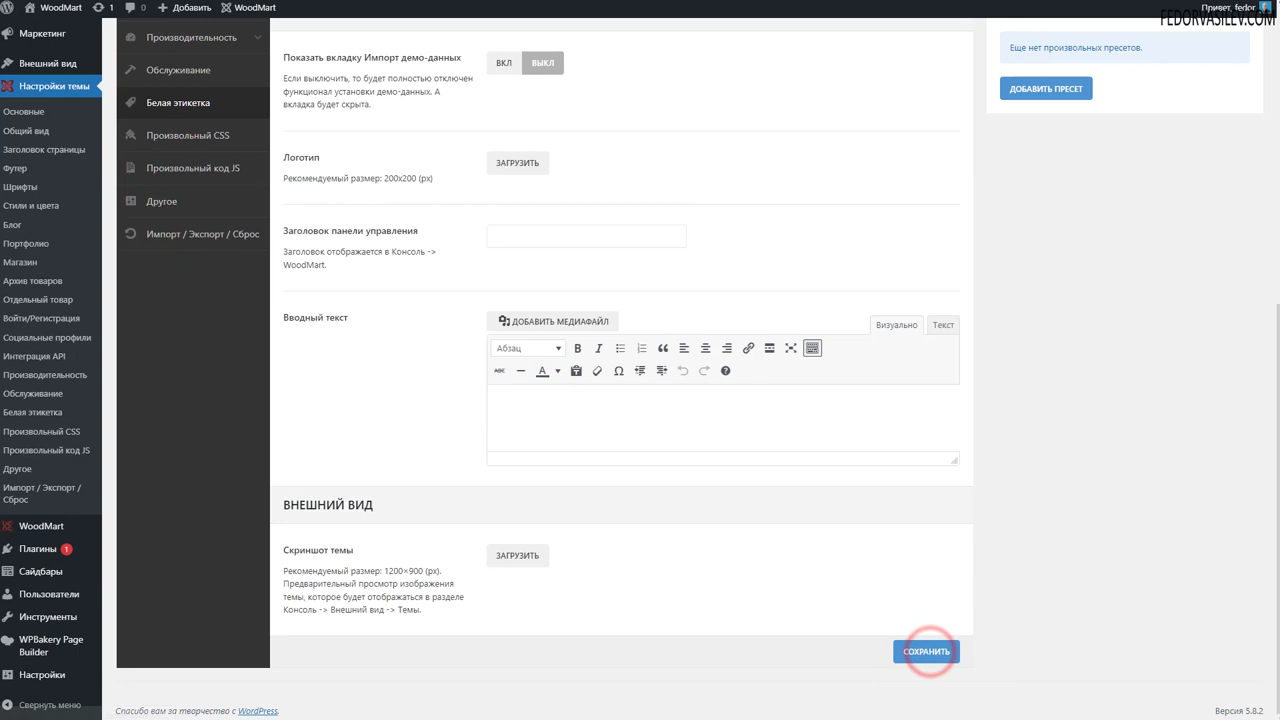 11
0
Добавить
WoodMart
Привет, fedor
FEDORVASILEV.COM
Маркетинг
Внешний вид
Настройки темы
Основные
Общий вид
Заголовок страницы
Футер
Шрифты
Стили и цвета
Блог
Портфолио
Магазин
Архив товаров
Отдельный товар
Войти/Регистрация
Социальные профили
Интеграция API
Производительность
Обслуживание
Белая этикетка
Произвольный CSS
Произвольный код JS
Другое
Импорт / Экспорт /
Сброс
WoodMart
Плагины 1
Сайдбары
Пользователи
Инструменты
WPBakery Page
Builder
Настройки
Свернуть меню
Производительность
Обслуживание
Белая этикетка
Произвольный CSS
Произвольный код JS
Другое
Импорт / Экспорт / Сброс
Показать вкладку Импорт демо-данных
Если выключить, то будет полностью отключен
функционал установки демо-данных. А
вкладка будет скрыта.
ВКЛ ВЫКЛ
Логотип
Рекомендуемый размер: 200x200 (px)
ЗАГРУЗИТЬ
Заголовок панели управления
Заголовок отображается в Консоль ->
WoodMart.
Вводный текст
ДОБАВИТЬ МЕДИАФАЙЛ
Визуально Текст
Абзац
ABC
ВНЕШНИЙ ВИД
Скриншот темы
Рекомендуемый размер: 1200×900 (px).
Предварительный просмотр изображения
темы, которое будет отображаться в разделе
Консоль -> Внешний вид -> Темы.
ЗАГРУЗИТЬ
СОХРАНИТЬ
Еще нет произвольных пресетов.
ДОБАВИТЬ ПРЕСЕТ
Спасибо вам за творчество с WordPress.
Версия 5.8.2